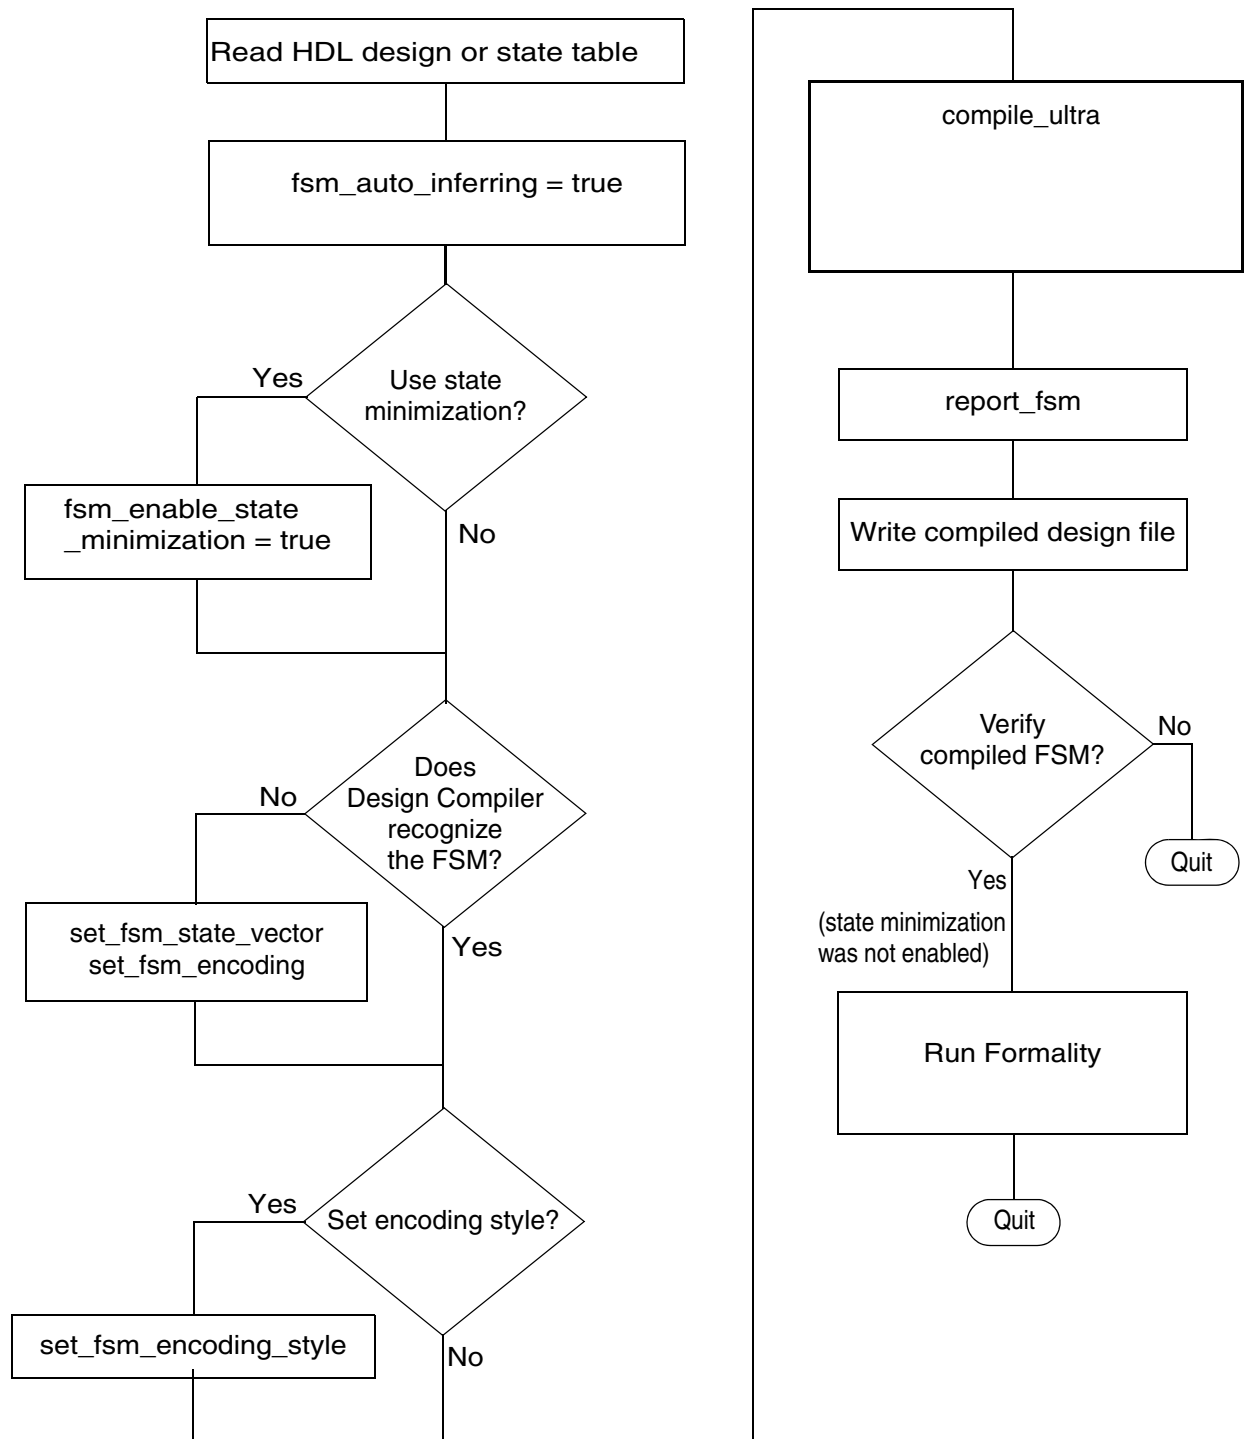 Read HDL design or state table
fsm_auto_inferring = true
Yes
Use state
minimization?
fsm_enable_state
_minimization = true
No
Does
Design Compiler
recognize
the FSM?
No
set_fsm_state_vector
set_fsm_encoding
Yes
Yes
Set encoding style?
set_fsm_encoding_style
No
compile_ultra
report_fsm
Write compiled design file
Verify
compiled FSM?
No
Quit
Yes
(state minimization
was not enabled)
Run Formality
Quit